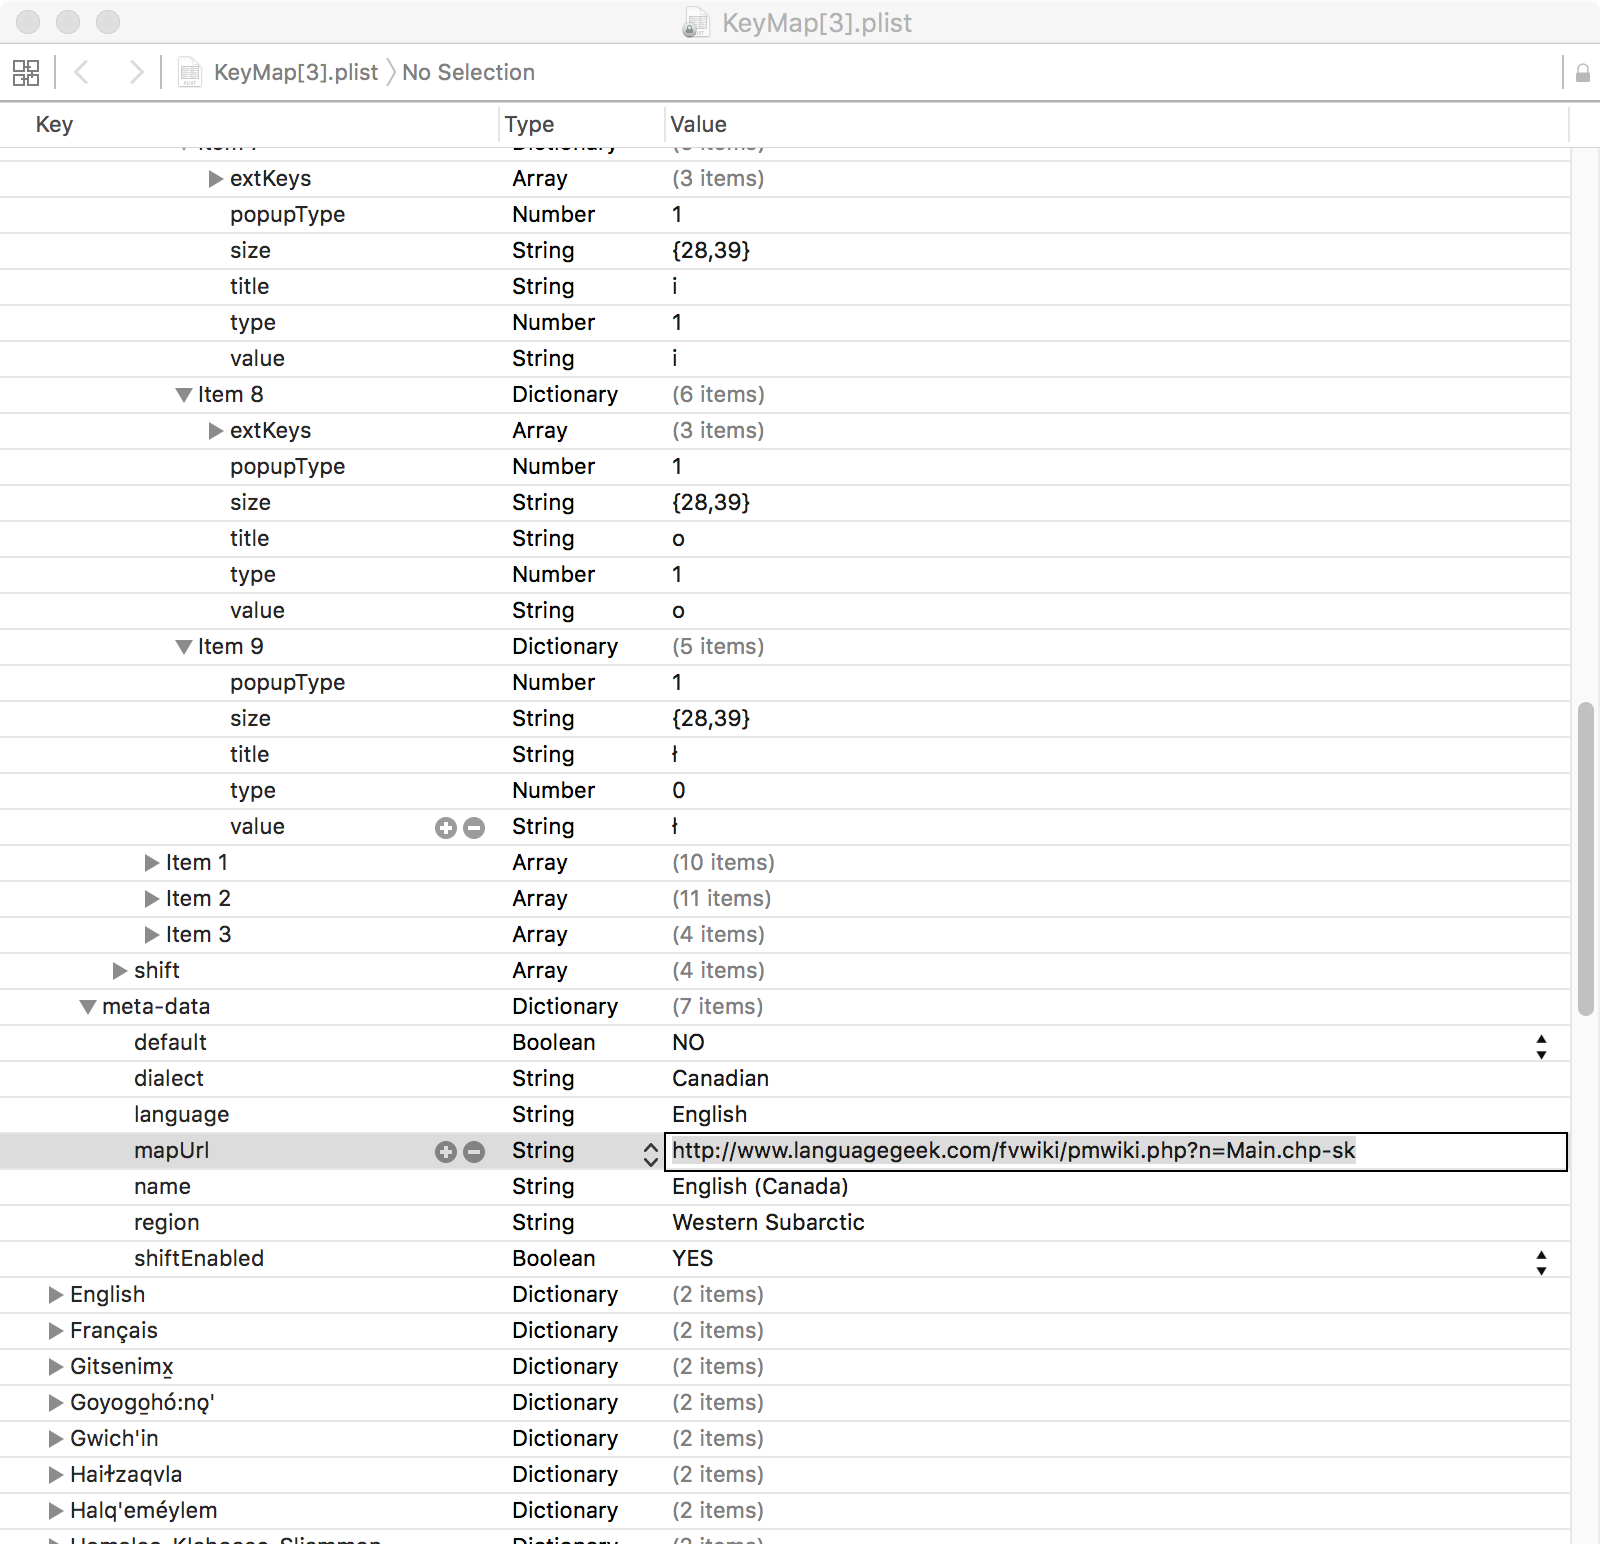 KeyMap[3].plist
KeyMap[3].plist No Selection
Key Type Value
extKeys Array (3 items)
popupType Number 1
size String {28,39}
title String i
type Number 1
value String i
Item 8 Dictionary (6 items)
extKeys Array (3 items)
popupType Number 1
size String {28,39}
title String o
type Number 1
value String o
Item 9 Dictionary (5 items)
popupType Number 1
size String {28,39}
title String ł
type Number 0
value String ł
Item 1 Array (10 items)
Item 2 Array (11 items)
Item 3 Array (4 items)
shift Array (4 items)
meta-data Dictionary (7 items)
default Boolean NO
dialect String Canadian
language String English
mapUrl String http://www.languagegeek.com/fvwiki/pmwiki.php?n=Main.chp-sk
name String English (Canada)
region String Western Subarctic
shiftEnabled Boolean YES
English Dictionary (2 items)
Français Dictionary (2 items)
Gitsenimx̱ Dictionary (2 items)
Goyogo̱hó:nǫ' Dictionary (2 items)
Gwich'in Dictionary (2 items)
Haiɫzaqvla Dictionary (2 items)
Halq'eméylem Dictionary (2 items)